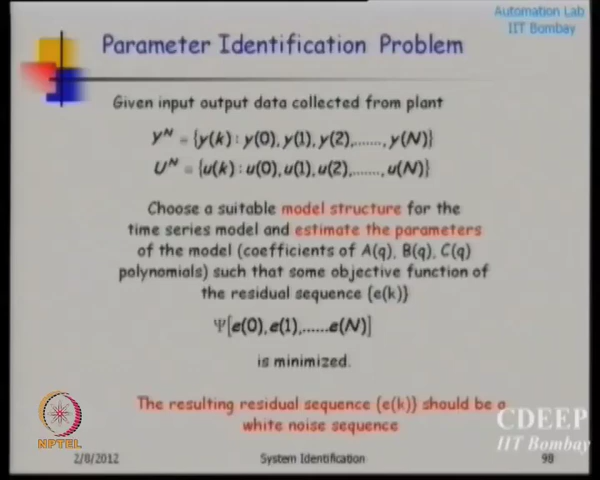 Automation Lab
IIT Bombay
Parameter Identification Problem
Given input output data collected from plant
Y^N = {y(k) : y(0), y(1), y(2),......., y(N)}
U^N = {u(k) : u(0), u(1), u(2),......., u(N)}
Choose a suitable model structure for the
time series model and estimate the parameters
of the model (coefficients of A(q), B(q), C(q)
polynomials) such that some objective function of
the residual sequence {e(k)}
Ψ[e(0), e(1),......e(N)]
is minimized.
The resulting residual sequence {e(k)} should be a
white noise sequence
NPTEL
CDEEP
IIT Bombay
2/8/2012
System Identification
98